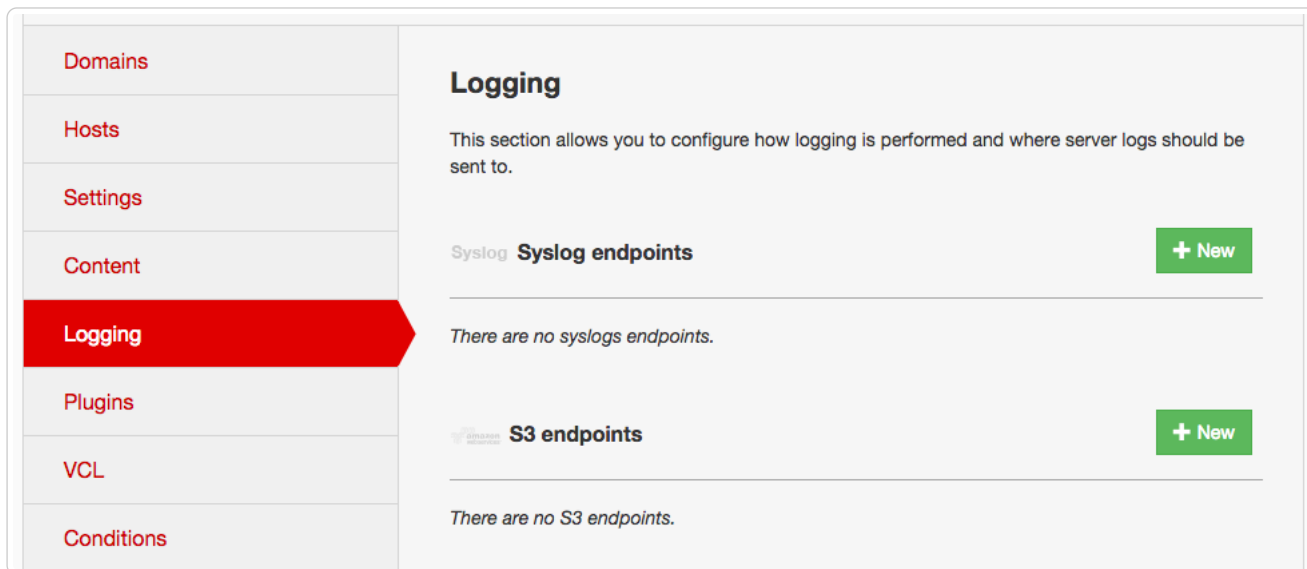 Domains
Hosts
Settings
Content
Logging
Plugins
VCL
Conditions
Logging
This section allows you to configure how logging is performed and where server logs should be
sent to.
Syslog Syslog endpoints
+ New
There are no syslogs endpoints.
S3 endpoints
+ New
There are no S3 endpoints.